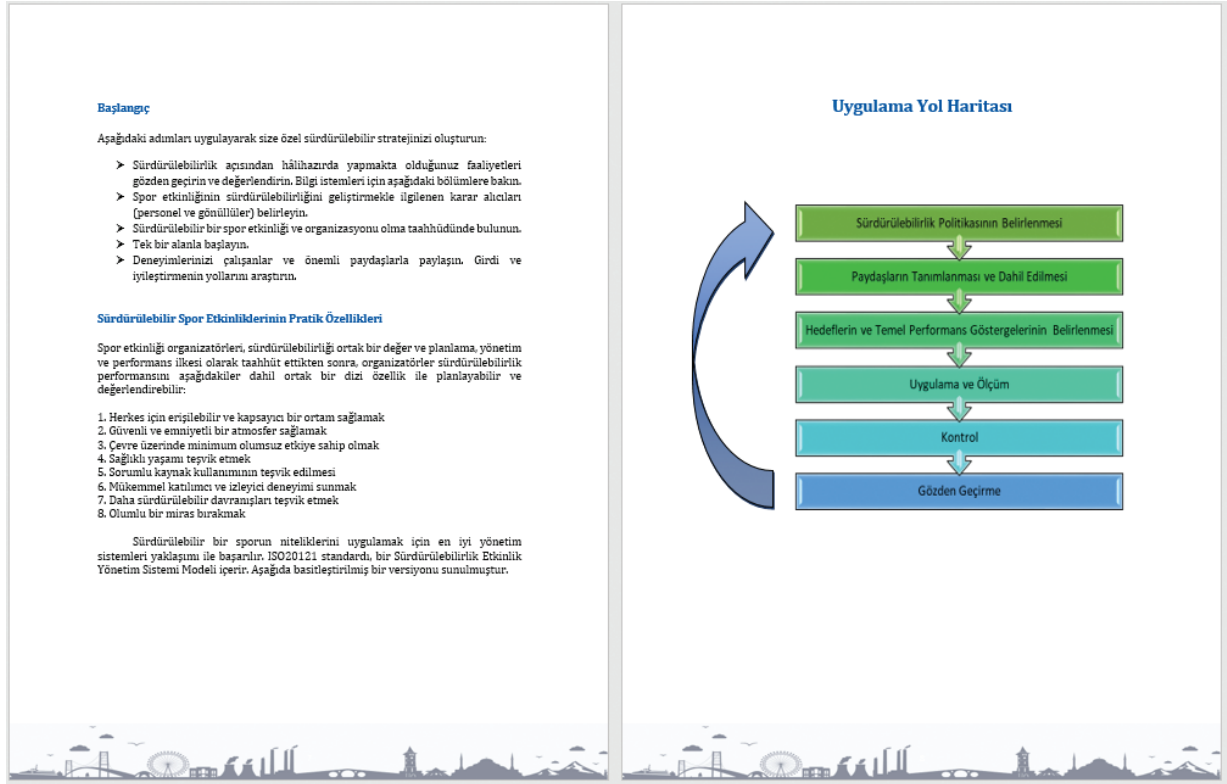 Başlangıç
Aşağıdaki adımları uygulayarak size özel sürdürülebilir stratejinizi oluşturun:
➤ Sürdürülebilirlik açısından hâlihazırda yapmakta olduğunuz faaliyetleri
gözden geçirin ve değerlendirin. Bilgi istemleri için aşağıdaki bölümlere bakın.
➤ Spor etkinliğinin sürdürülebilirliğini geliştirmekle ilgilenen karar alıcıları
(personel ve gönüllüler) belirleyin.
➤ Sürdürülebilir bir spor etkinliği ve organizasyonu olma taahhüdünde bulunun.
➤ Tek bir alanla başlayın.
➤ Deneyimlerinizi çalışanlar ve önemli paydaşlarla paylaşın. Girdi ve
iyileştirmenin yollarını araştırın.
Sürdürülebilir Spor Etkinliklerinin Pratik Özellikleri
Spor etkinliği organizatörleri, sürdürülebilirliği ortak bir değer ve planlama, yönetim
ve performans ilkesi olarak taahhüt ettikten sonra, organizatörler sürdürülebilirlik
performansını aşağıdakiler dahil ortak bir dizi özellik ile planlayabilir ve
değerlendirebilir:
1. Herkes için erişilebilir ve kapsayıcı bir ortam sağlamak
2. Güvenli ve emniyetli bir atmosfer sağlamak
3. Çevre üzerinde minimum olumsuz etkiye sahip olmak
4. Sağlıklı yaşamı teşvik etmek
5. Sorumlu kaynak kullanımının teşvik edilmesi
6. Mükemmel katılımcı ve izleyici deneyimi sunmak
7. Daha sürdürülebilir davranışları teşvik etmek
8. Olumlu bir miras bırakmak
Sürdürülebilir bir sporun niteliklerini uygulamak için en iyi yönetim
sistemleri yaklaşımı ile başarılır. ISO20121 standardı, bir Sürdürülebilirlik Etkinlik
Yönetim Sistemi Modeli içerir. Aşağıda basitleştirilmiş bir versiyonu sunulmuştur.
Uygulama Yol Haritası
Sürdürülebilirlik Politikasının Belirlenmesi
Paydaşların Tanımlanması ve Dahil Edilmesi
Hedeflerin ve Temel Performans Göstergelerinin Belirlenmesi
Uygulama ve Ölçüm
Kontrol
Gözden Geçirme